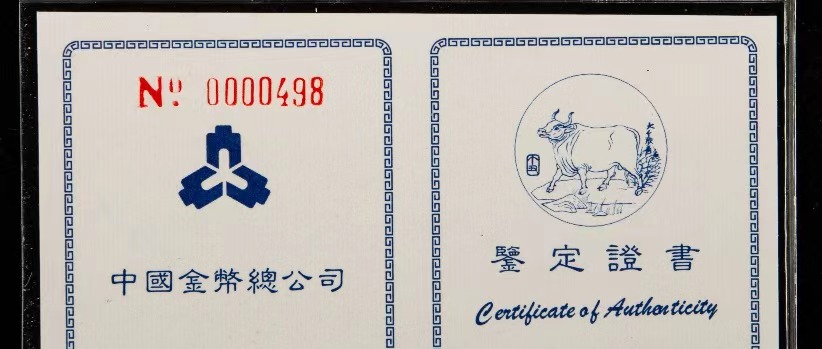 Nº 0000498
中國金幣總公司
鑒定證書
Certificate of Authenticity